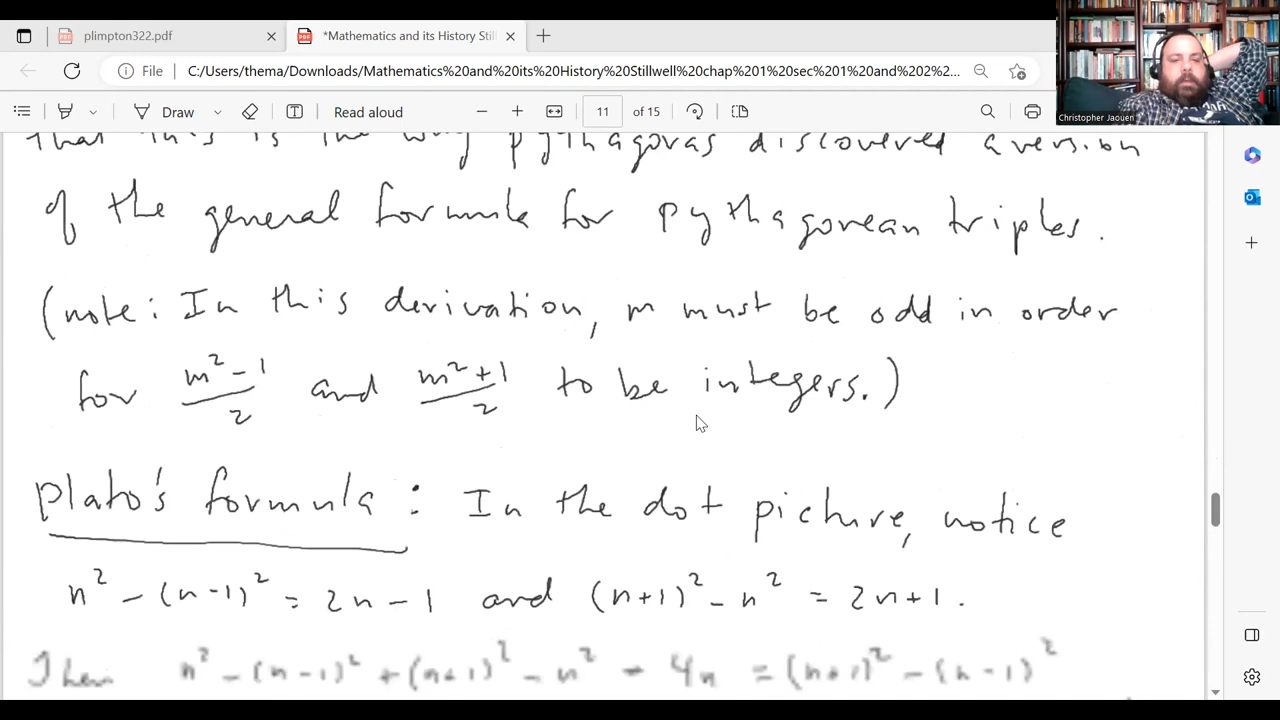 plimpton322.pdf
*Mathematics and its History Stil
File
C:/Users/thema/Downloads/Mathematics%20and%20its%20History%20Stillwell%20chap%201%20sec%201%20and%202%2...
Draw
Read aloud
11
of 15
Christopher Jaouen
that this is the way pythagoras discovered a version
of the general formula for pythagorean triples.
(note: In this derivation, m must be odd in order
for (m²-1)/2 and (m²+1)/2 to be integers.)
plato's formula: In the dot picture, notice
n² - (n-1)² = 2n-1 and (n+1)² - n² = 2n+1.
Then n² - (n-1)² + (n+1)² - n² = 4n = (n+1)² - (n-1)²